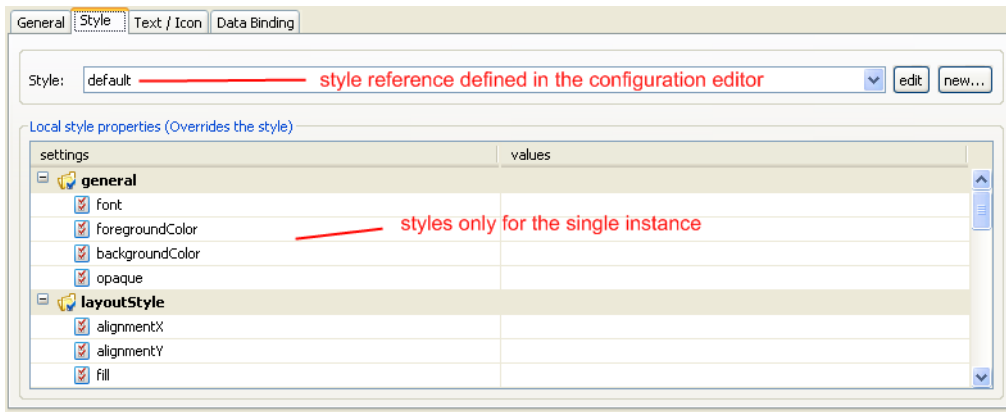 General Style Text / Icon Data Binding
Style: default style reference defined in the configuration editor edit new...
Local style properties (Overrides the style)
settings values
general
font
foregroundColor styles only for the single instance
backgroundColor
opaque
layoutStyle
alignmentX
alignmentY
fill